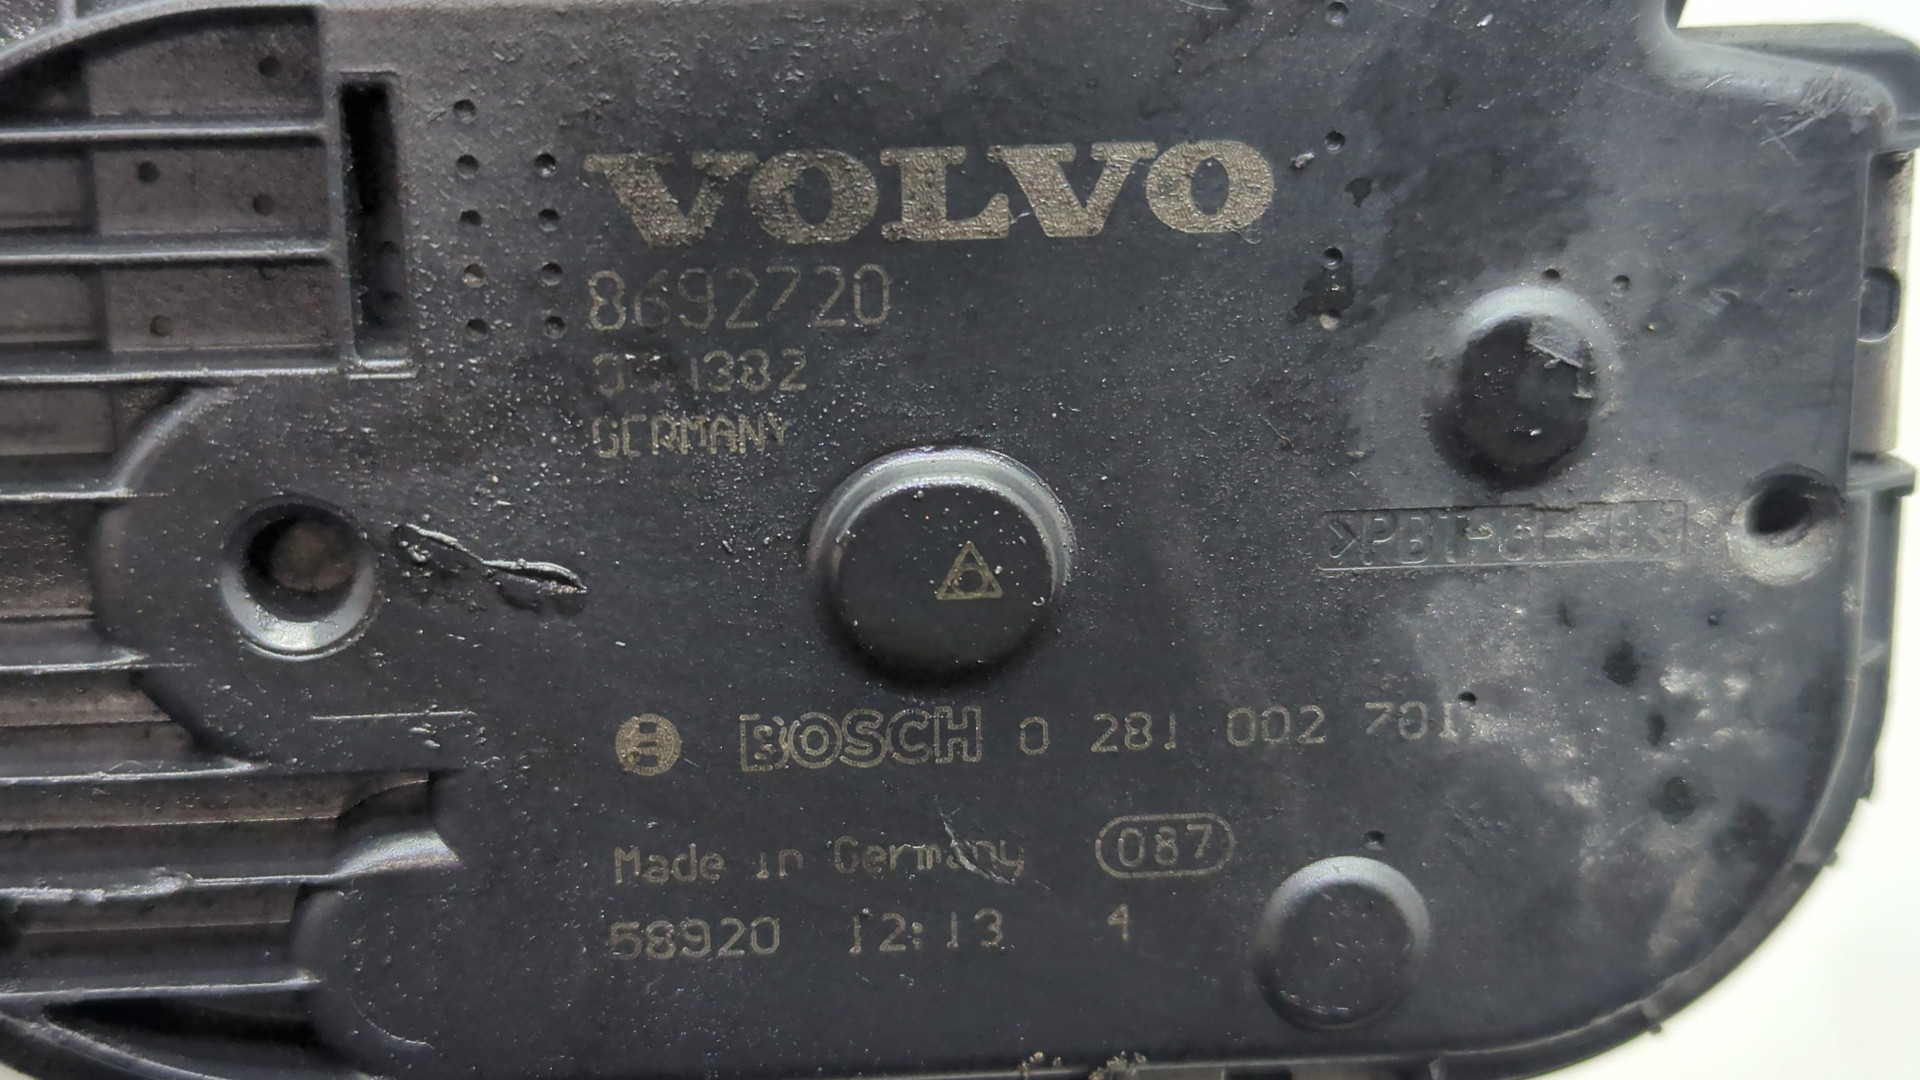 VOLVO
8692720
GERMANY
BOSCH 0 281 002 701
Made in Germany 087
58920 12:13 4